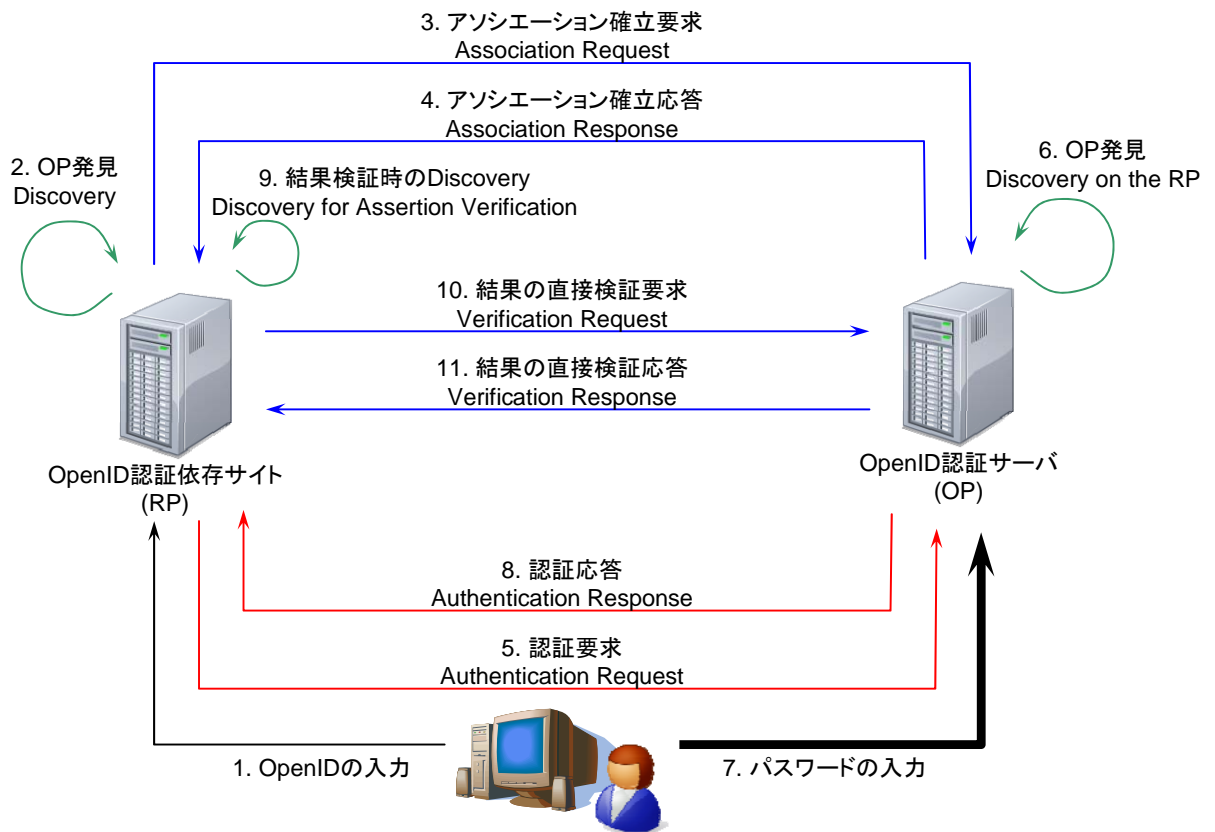 3. アソシエーション確立要求
Association Request
4. アソシエーション確立応答
Association Response
2. OP発見
Discovery
9. 結果検証時のDiscovery
Discovery for Assertion Verification
6. OP発見
Discovery on the RP
10. 結果の直接検証要求
Verification Request
11. 結果の直接検証応答
Verification Response
OpenID認証依存サイト
(RP)
OpenID認証サーバ
(OP)
8. 認証応答
Authentication Response
5. 認証要求
Authentication Request
1. OpenIDの入力
7. パスワードの入力